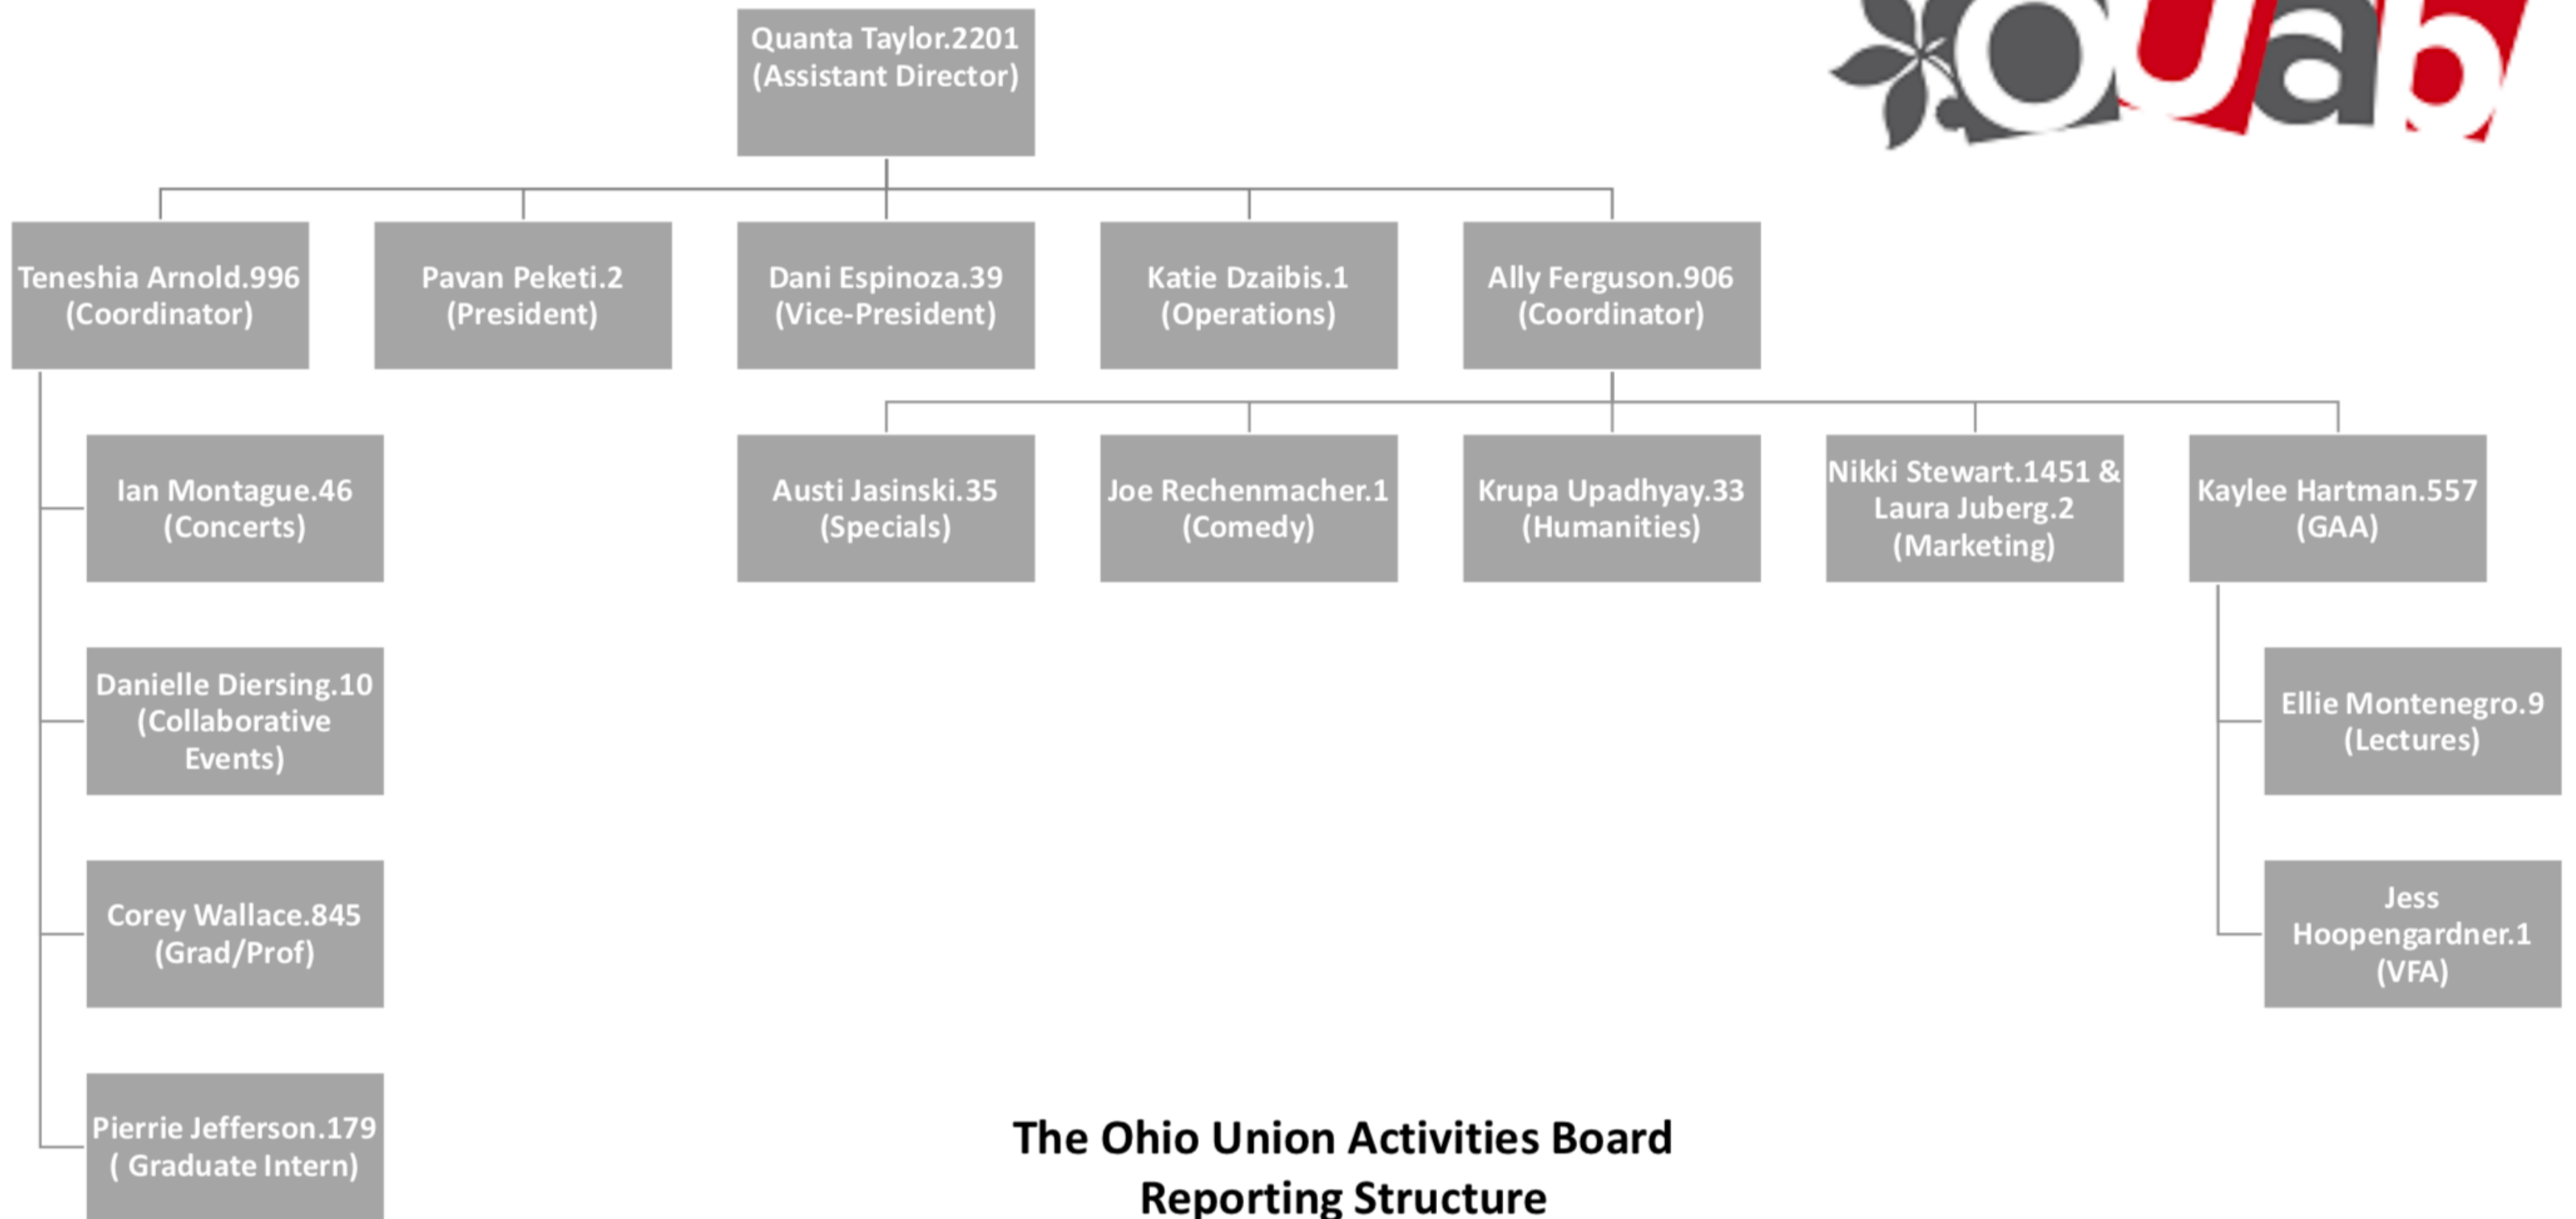 ouab
Quanta Taylor.2201
(Assistant Director)
Teneshia Arnold.996
(Coordinator)
Pavan Peketi.2
(President)
Dani Espinoza.39
(Vice-President)
Katie Dzaibis.1
(Operations)
Ally Ferguson.906
(Coordinator)
Ian Montague.46
(Concerts)
Austi Jasinski.35
(Specials)
Joe Rechenmacher.1
(Comedy)
Krupa Upadhyay.33
(Humanities)
Nikki Stewart.1451 &
Laura Juberg.2
(Marketing)
Kaylee Hartman.557
(GAA)
Danielle Diersing.10
(Collaborative
Events)
Ellie Montenegro.9
(Lectures)
Corey Wallace.845
(Grad/Prof)
Jess
Hoopengardner.1
(VFA)
Pierrie Jefferson.179
( Graduate Intern)
The Ohio Union Activities Board
Reporting Structure